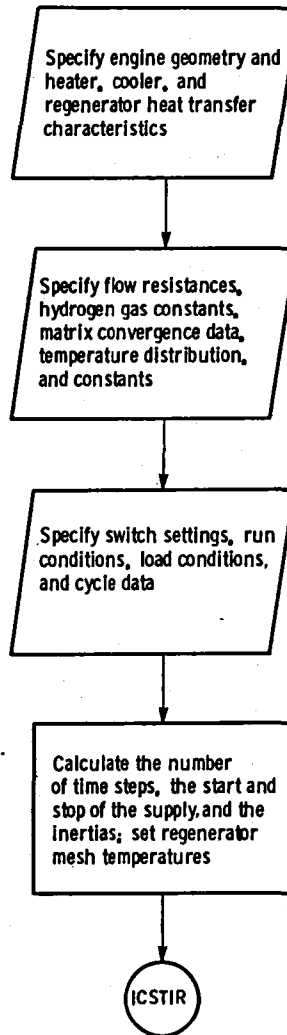 Specify engine geometry and
heater, cooler, and
regenerator heat transfer
characteristics
Specify flow resistances,
hydrogen gas constants,
matrix convergence data,
temperature distribution,
and constants
Specify switch settings, run
conditions, load conditions,
and cycle data
Calculate the number
of time steps, the start and
stop of the supply, and the
inertias; set regenerator
mesh temperatures
ICSTIR